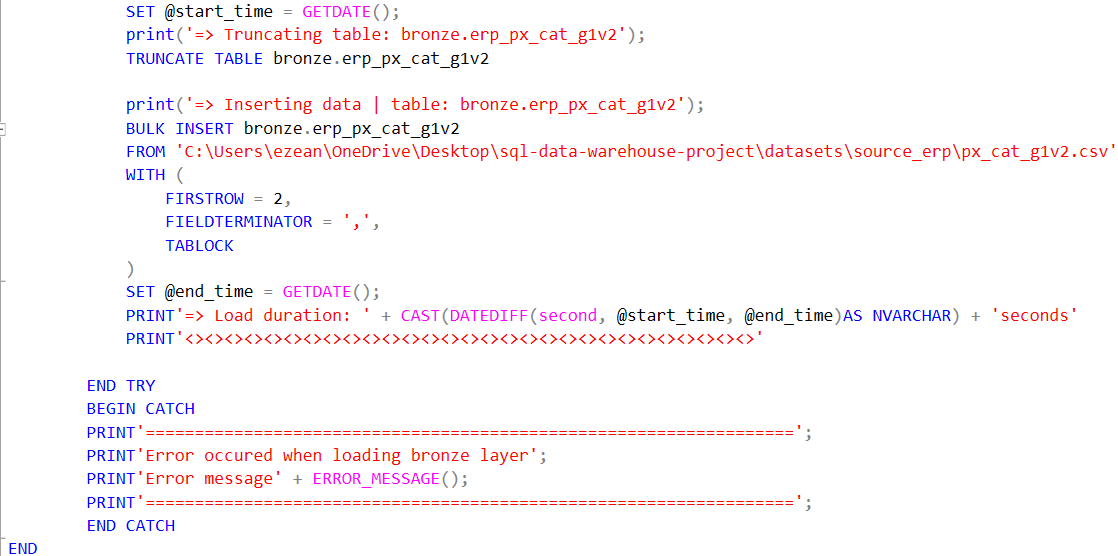 SET @start_time = GETDATE();
print('=> Truncating table: bronze.erp_px_cat_g1v2');
TRUNCATE TABLE bronze.erp_px_cat_g1v2
print('=> Inserting data | table: bronze.erp_px_cat_g1v2');
BULK INSERT bronze.erp_px_cat_g1v2
FROM 'C:\Users\ezean\OneDrive\Desktop\sql-data-warehouse-project\datasets\source_erp\px_cat_g1v2.csv'
WITH (
FIRSTROW = 2,
FIELDTERMINATOR = ',',
TABLOCK
)
SET @end_time = GETDATE();
PRINT'=> Load duration: ' + CAST(DATEDIFF(second, @start_time, @end_time)AS NVARCHAR) + 'seconds'
PRINT'<><><><><><><><><><><><><><><><><><><><><><><><><><><><><>'
END TRY
BEGIN CATCH
PRINT'==================================================================';
PRINT'Error occured when loading bronze layer';
PRINT'Error message' + ERROR_MESSAGE();
PRINT'==================================================================';
END CATCH
END